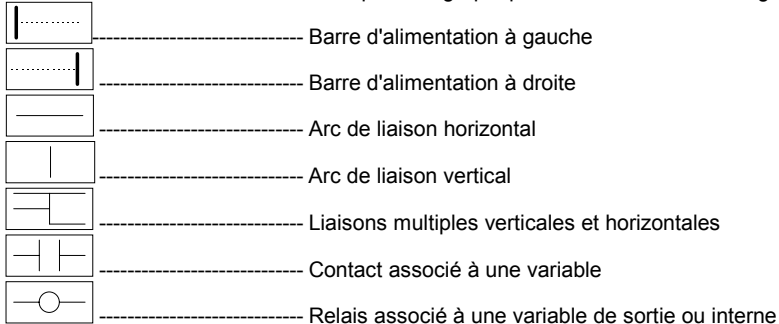 ----------------------------- Barre d'alimentation à gauche
----------------------------- Barre d'alimentation à droite
----------------------------- Arc de liaison horizontal
----------------------------- Arc de liaison vertical
----------------------------- Liaisons multiples verticales et horizontales
----------------------------- Contact associé à une variable
----------------------------- Relais associé à une variable de sortie ou interne